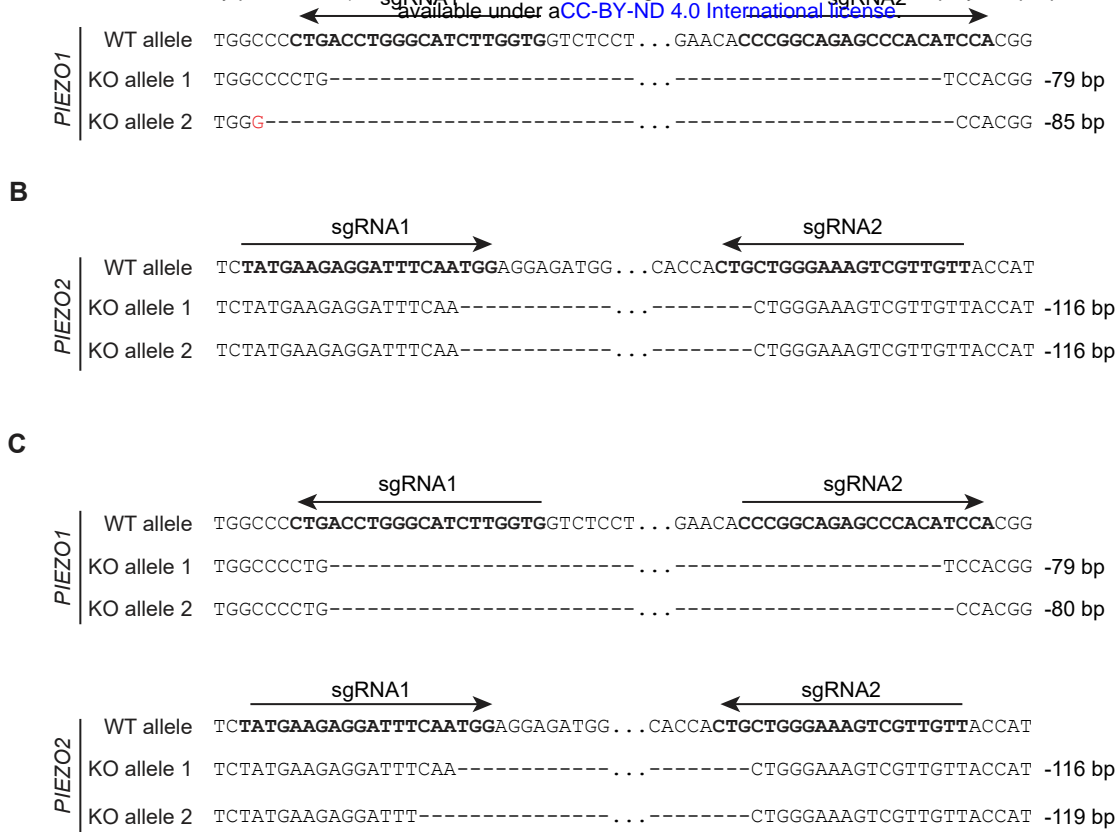 sgRNA1 sgRNA2
available under aCC-BY-ND 4.0 International license.
PIEZO1
WT allele TGGCCCCTGACCTGGGCATCTTGGTGGTCTCCT...GAACACCCGGCAGAGCCCACATCCACGG
KO allele 1 TGGCCCCTG------------------------...---------------------TCCACGG -79 bp
KO allele 2 TGGG-----------------------------...----------------------CCACGG -85 bp
B
sgRNA1 sgRNA2
PIEZO2
WT allele TCTATGAAGAGGATTTCAATGGAGGAGATGG...CACCACTGCTGGGAAAGTCGTTGTTACCAT
KO allele 1 TCTATGAAGAGGATTTCAA------------...--------CTGGGAAAGTCGTTGTTACCAT -116 bp
KO allele 2 TCTATGAAGAGGATTTCAA------------...--------CTGGGAAAGTCGTTGTTACCAT -116 bp
C
sgRNA1 sgRNA2
PIEZO1
WT allele TGGCCCCTGACCTGGGCATCTTGGTGGTCTCCT...GAACACCCGGCAGAGCCCACATCCACGG
KO allele 1 TGGCCCCTG------------------------...---------------------TCCACGG -79 bp
KO allele 2 TGGCCCCTG------------------------...----------------------CCACGG -80 bp
sgRNA1 sgRNA2
PIEZO2
WT allele TCTATGAAGAGGATTTCAATGGAGGAGATGG...CACCACTGCTGGGAAAGTCGTTGTTACCAT
KO allele 1 TCTATGAAGAGGATTTCAA------------...--------CTGGGAAAGTCGTTGTTACCAT -116 bp
KO allele 2 TCTATGAAGAGGATTT---------------...--------CTGGGAAAGTCGTTGTTACCAT -119 bp